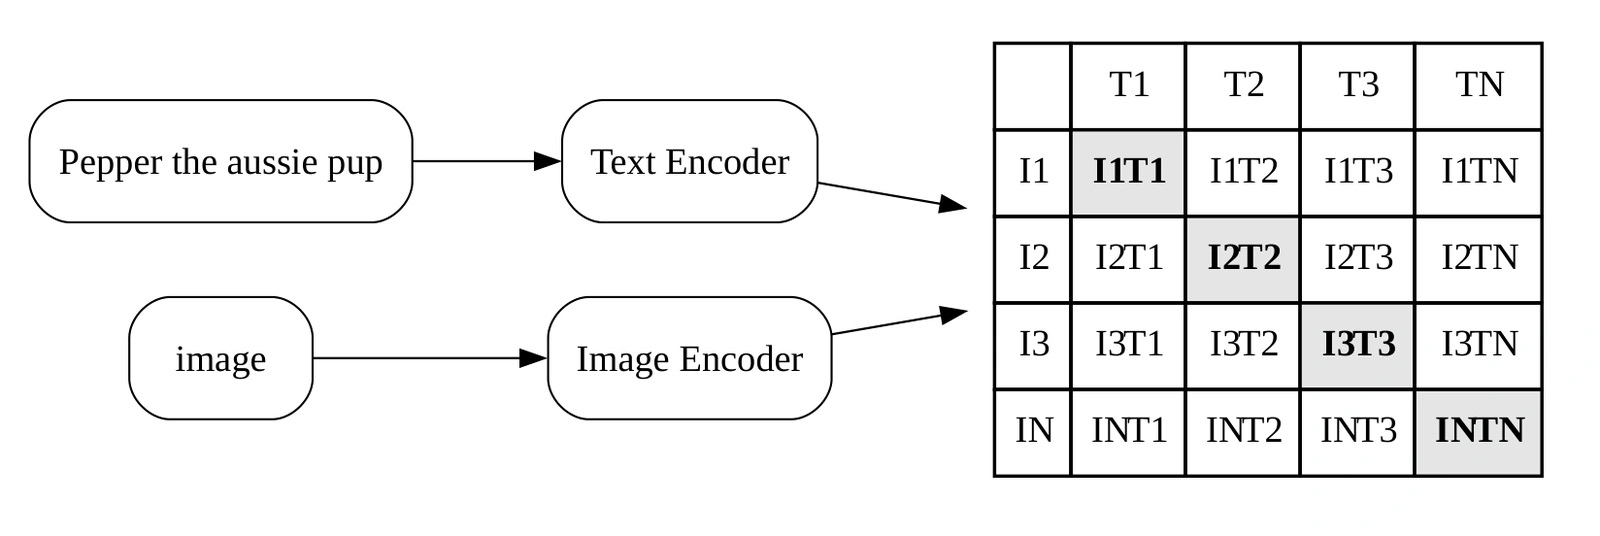 Pepper the aussie pup
Text Encoder
image
Image Encoder
T1 T2 T3 TN
I1 I1T1 I1T2 I1T3 I1TN
I2 I2T1 I2T2 I2T3 I2TN
I3 I3T1 I3T2 I3T3 I3TN
IN INT1 INT2 INT3 INTN